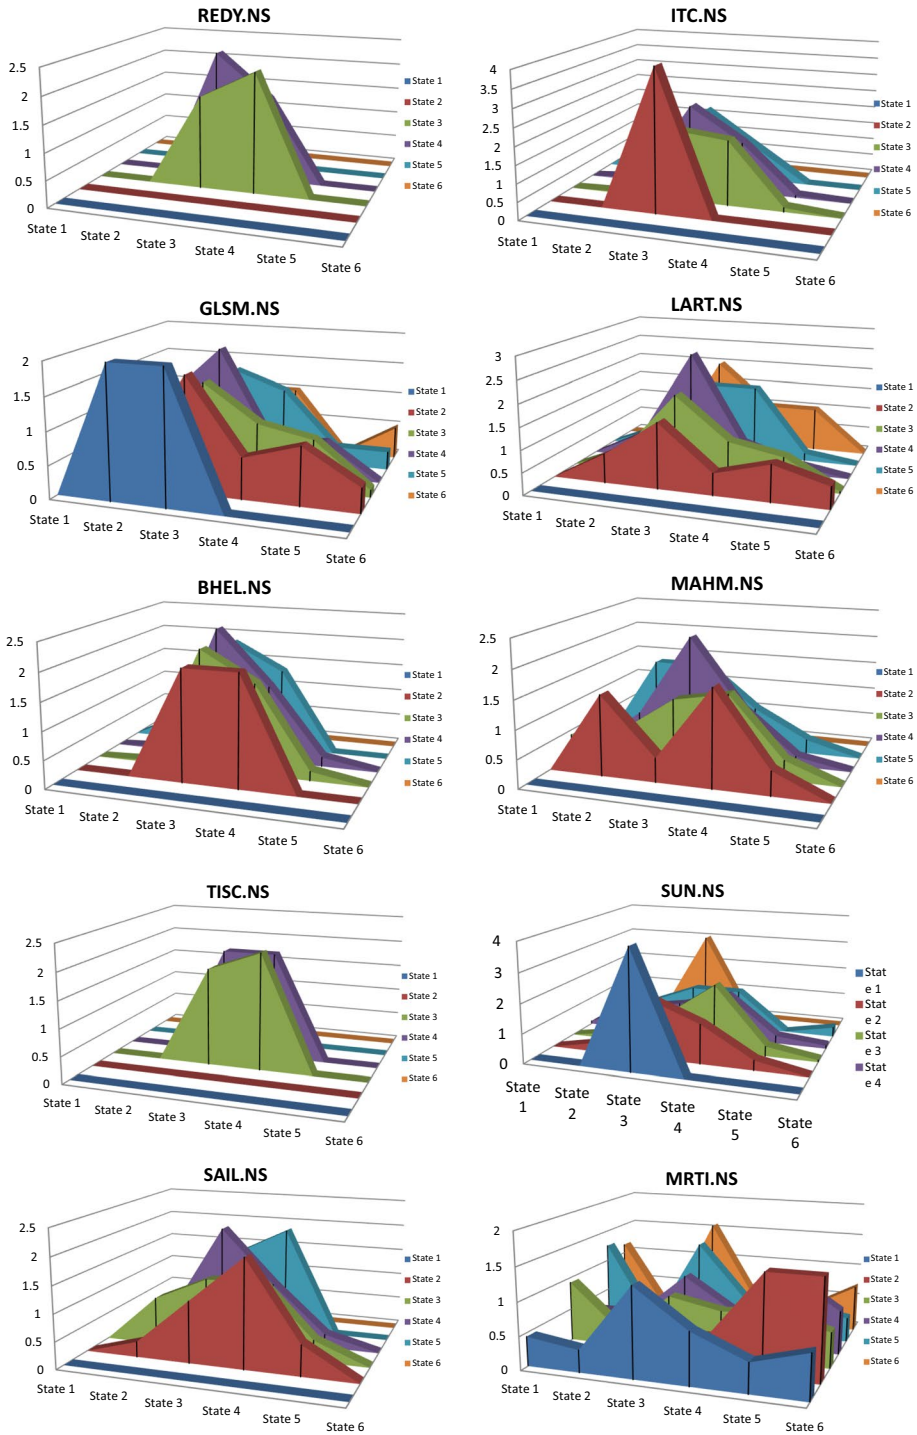 REDY.NS
2.5
2
1.5
1
0.5
0
State 1
State 2
State 3
State 4
State 5
State 6
State 1
State 2
State 3
State 4
State 5
State 6
ITC.NS
4
3.5
3
2.5
2
1.5
1
0.5
0
State 1
State 2
State 3
State 4
State 5
State 6
State 1
State 2
State 3
State 4
State 5
State 6
GLSM.NS
2
1.5
1
0.5
0
State 1
State 2
State 3
State 4
State 5
State 6
State 1
State 2
State 3
State 4
State 5
State 6
LART.NS
3
2.5
2
1.5
1
0.5
0
State 1
State 2
State 3
State 4
State 5
State 6
State 1
State 2
State 3
State 4
State 5
State 6
BHEL.NS
2.5
2
1.5
1
0.5
0
State 1
State 2
State 3
State 4
State 5
State 6
State 1
State 2
State 3
State 4
State 5
State 6
MAHM.NS
2.5
2
1.5
1
0.5
0
State 1
State 2
State 3
State 4
State 5
State 6
State 1
State 2
State 3
State 4
State 5
State 6
TISC.NS
2.5
2
1.5
1
0.5
0
State 1
State 2
State 3
State 4
State 5
State 6
State 1
State 2
State 3
State 4
State 5
State 6
SUN.NS
4
3
2
1
0
State
1
State
2
State
3
State
4
State
5
State
6
Stat
e 1
Stat
e 2
Stat
e 3
Stat
e 4
SAIL.NS
2.5
2
1.5
1
0.5
0
State 1
State 2
State 3
State 4
State 5
State 6
State 1
State 2
State 3
State 4
State 5
State 6
MRTI.NS
2
1.5
1
0.5
0
State 1
State 2
State 3
State 4
State 5
State 6
State 1
State 2
State 3
State 4
State 5
State 6